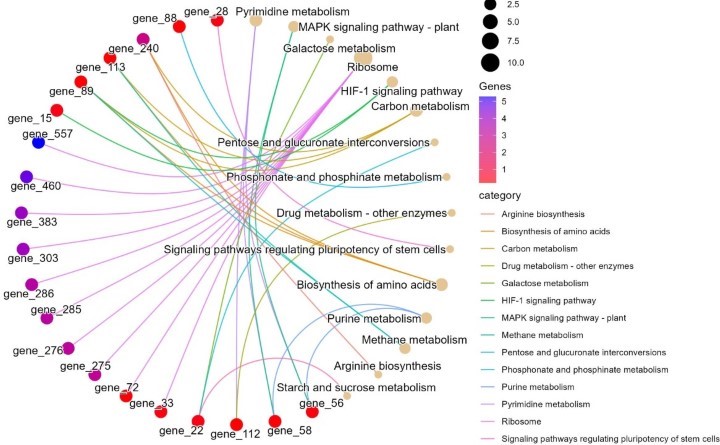 gene_28
gene_88
gene_240
gene_113
gene_89
gene_15
gene_557
gene_460
gene_383
gene_303
gene_286
gene_285
gene_276
gene_275
gene_72
gene_33
gene_22
gene_112
gene_58
gene_56
Pyrimidine metabolism
MAPK signaling pathway - plant
Galactose metabolism
Ribosome
HIF-1 signaling pathway
Carbon metabolism
Pentose and glucuronate interconversions
Phosphonate and phosphinate metabolism
Drug metabolism - other enzymes
Signaling pathways regulating pluripotency of stem cells
Biosynthesis of amino acids
Purine metabolism
Methane metabolism
Arginine biosynthesis
Starch and sucrose metabolism
2.5
5.0
7.5
10.0
Genes
5
4
3
2
1
category
Arginine biosynthesis
Biosynthesis of amino acids
Carbon metabolism
Drug metabolism - other enzymes
Galactose metabolism
HIF-1 signaling pathway
MAPK signaling pathway - plant
Methane metabolism
Pentose and glucuronate interconversions
Phosphonate and phosphinate metabolism
Purine metabolism
Pyrimidine metabolism
Ribosome
Signaling pathways regulating pluripotency of stem cells